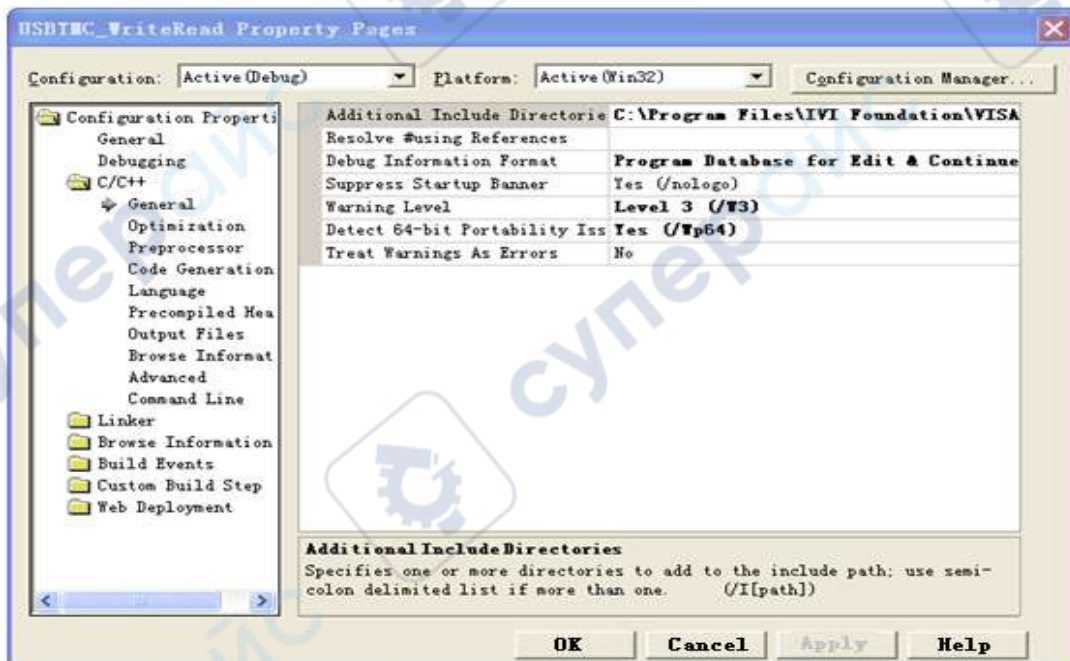 USBTMC_WriteRead Property Pages
Configuration: Active(Debug) Platform: Active(Win32) Configuration Manager...
Configuration Properti
General
Debugging
C/C++
General
Optimization
Preprocessor
Code Generation
Language
Precompiled Hea
Output Files
Browse Informat
Advanced
Command Line
Linker
Browse Information
Build Events
Custom Build Step
Web Deployment
Additional Include Directorie C:\Program Files\IVI Foundation\VISA
Resolve #using References
Debug Information Format Program Database for Edit & Continue
Suppress Startup Banner Yes (/nologo)
Warning Level Level 3 (/W3)
Detect 64-bit Portability Iss Yes (/Wp64)
Treat Warnings As Errors No
Additional Include Directories
Specifies one or more directories to add to the include path; use semi-
colon delimited list if more than one. (/I[path])
OK Cancel Apply Help
суперайс